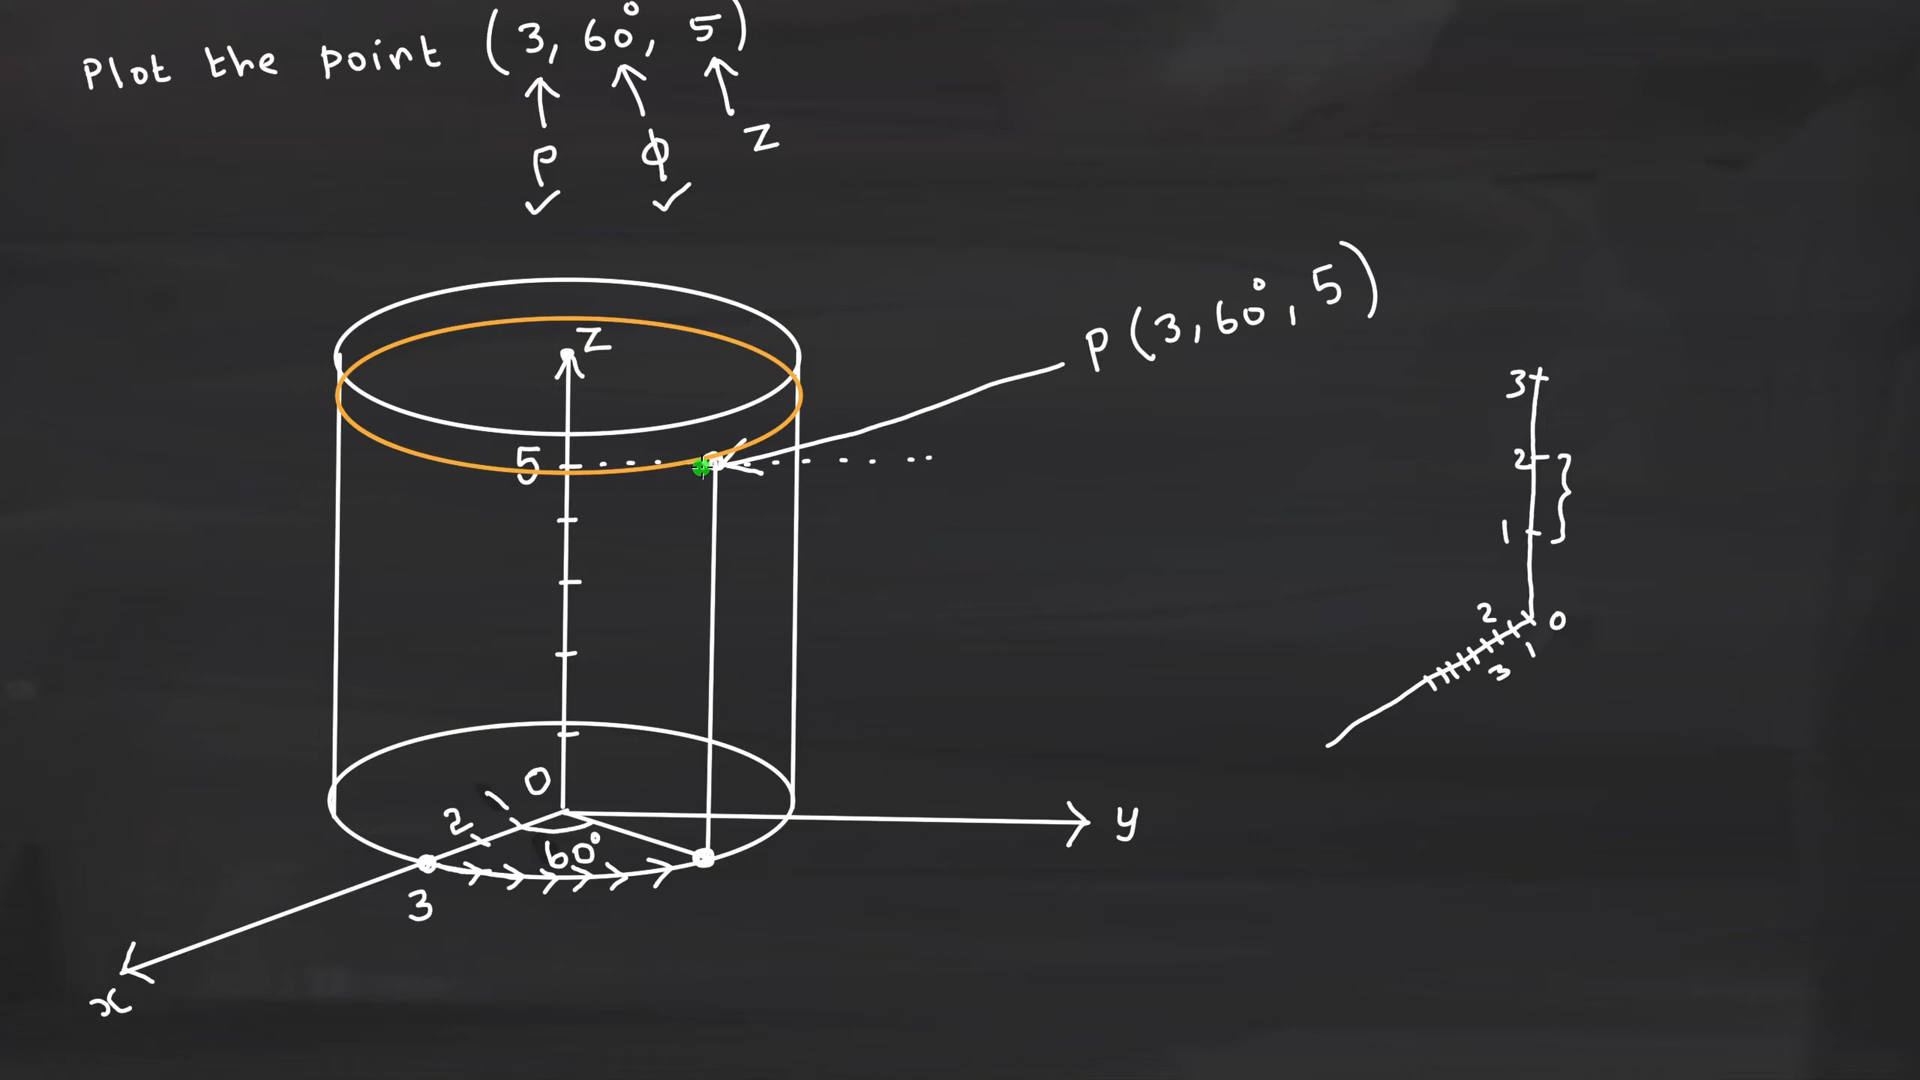 Plot the point (3, 60°, 5)
ρ ϕ z
P(3, 60°, 5)
z
5
0
1
2
60°
3
y
x
3
2
1
0
2
1
3